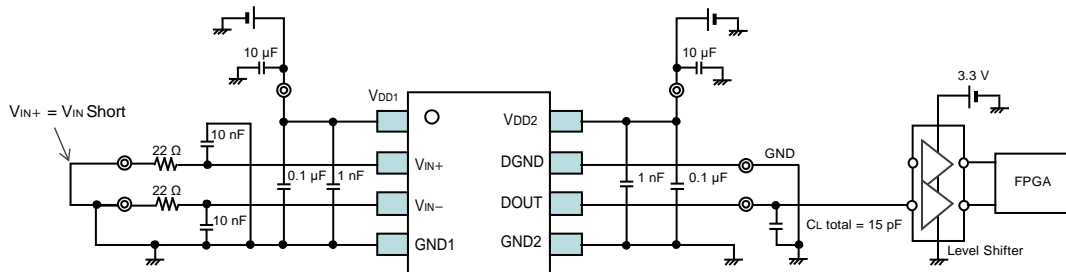 10 µF
10 µF
3.3 V
VIN+ = VIN Short
VDD1
VDD2
10 nF
22 Ω
VIN+
DGND
GND
0.1 µF
1 nF
1 nF
0.1 µF
FPGA
22 Ω
VIN-
DOUT
10 nF
CL total = 15 pF
GND1
GND2
Level Shifter